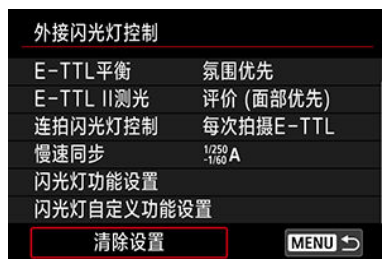 外接闪光灯控制
E-TTL平衡 氛围优先
E-TTL II测光 评价 (面部优先)
连拍闪光灯控制 每次拍摄E-TTL
慢速同步 1/250-1/60 A
闪光灯功能设置
闪光灯自定义功能设置
清除设置 MENU